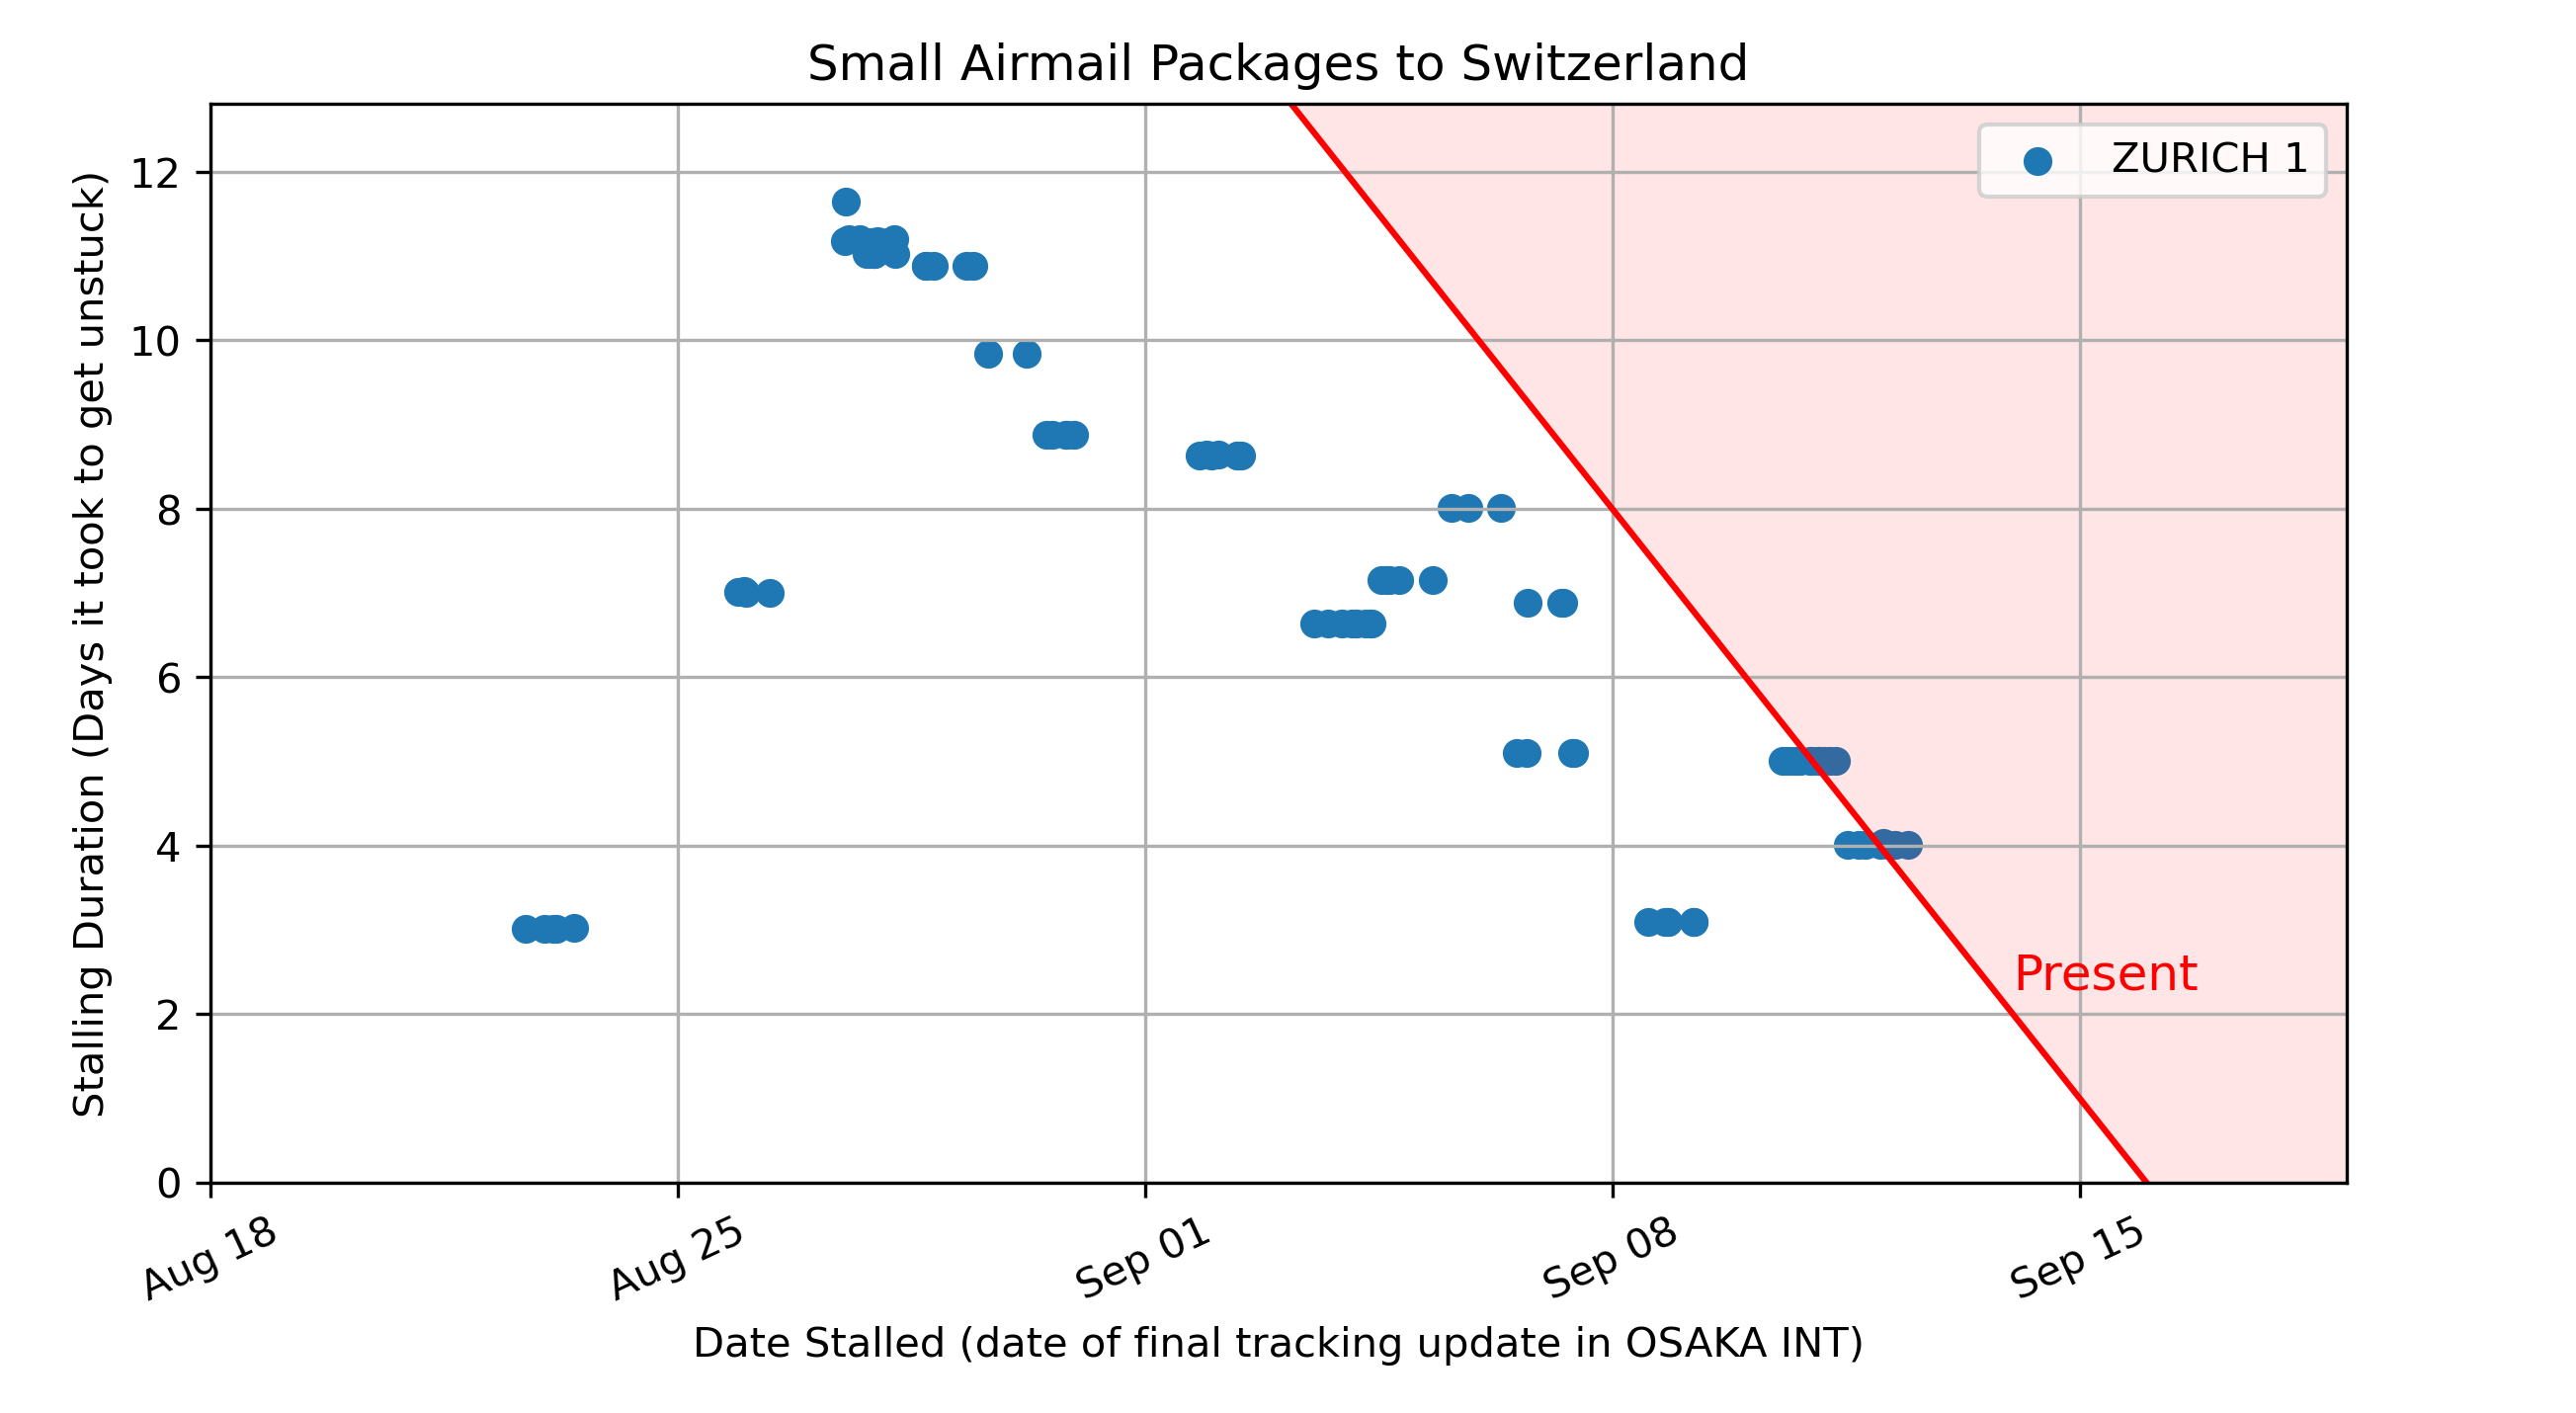 Small Airmail Packages to Switzerland
Stalling Duration (Days it took to get unstuck)
12
10
8
6
4
2
0
ZURICH 1
Present
Aug 18
Aug 25
Sep 01
Sep 08
Sep 15
Date Stalled (date of final tracking update in OSAKA INT)